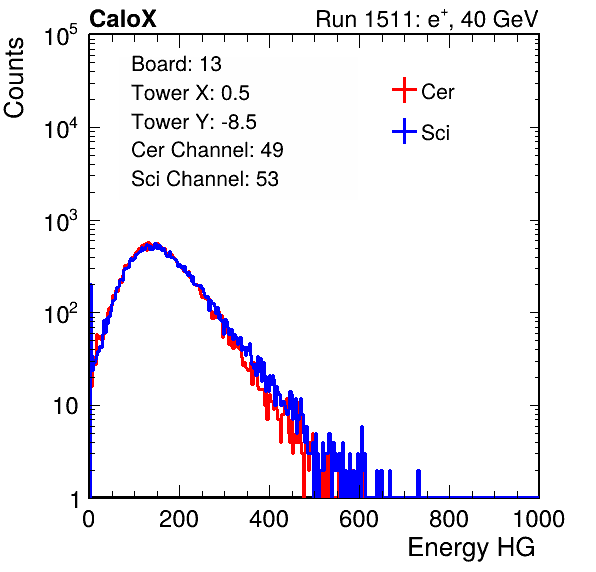 CaloX Run 1511: e⁺, 40 GeV
Board: 13
Tower X: 0.5
Tower Y: -8.5
Cer Channel: 49
Sci Channel: 53
Cer
Sci
Counts
10⁵
10⁴
10³
10²
10
1
0 200 400 600 800 1000
Energy HG